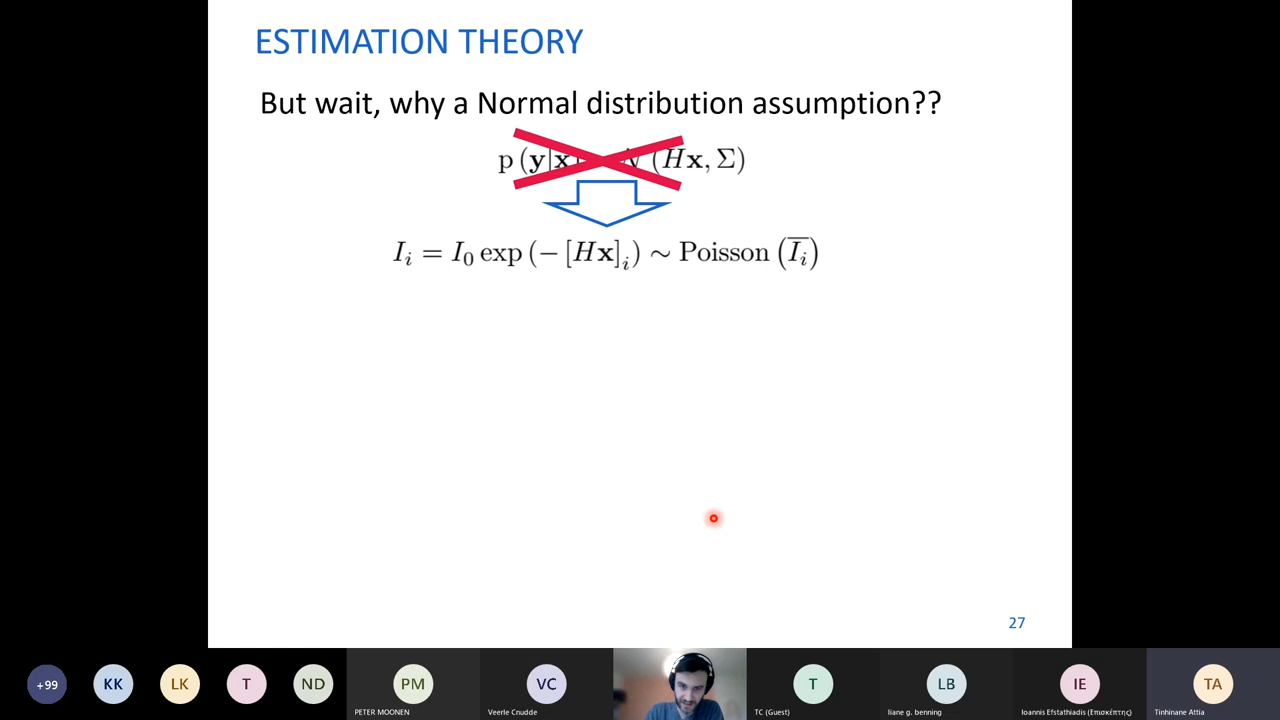 ESTIMATION THEORY
But wait, why a Normal distribution assumption??
p (y|x) N (Hx, Σ)
I_i = I_0 exp (− [Hx]_i) ∼ Poisson (\overline{I_i})
27
+99 KK LK T ND PM VC T LB IE TA
PETER MOONEN Veerle Cnudde TC (Guest) liane g. benning Ioannis Efstathiadis (Επισκέπτης) Tinhinane Attia